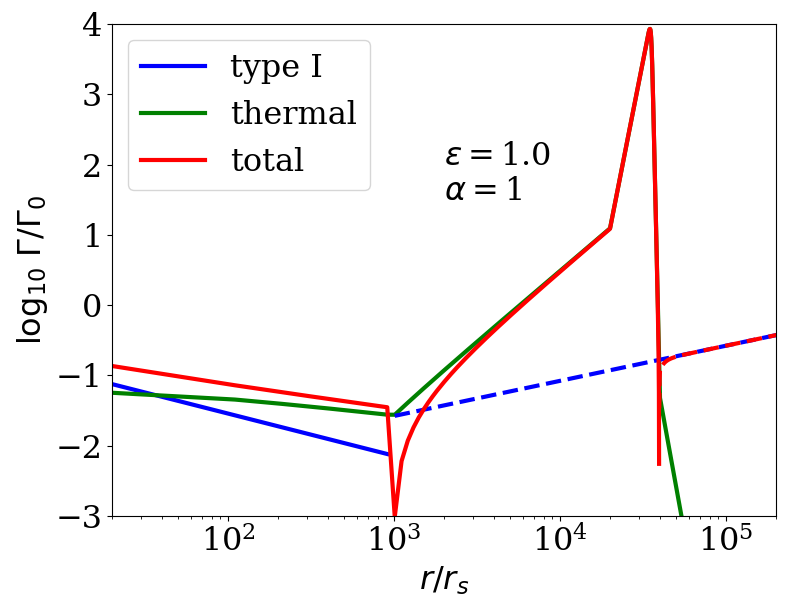 4
3
2
1
0
−1
−2
−3
log₁₀ Γ/Γ₀
type I
thermal
total
ε = 1.0
α = 1
10² 10³ 10⁴ 10⁵
r/rₛ